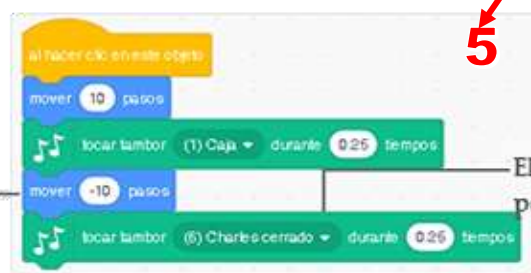 5
al hacer clic en este objeto
mover 10 pasos
tocar tambor (1) Caja durante 0.25 tiempos
El
mover -10 pasos
tocar tambor (6) Charles cerrado durante 0.25 tiempos